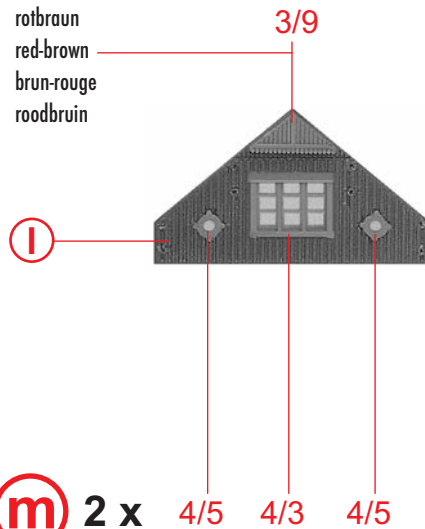 rotbraun
3/9
red-brown
brun-rouge
roodbruin
l
m 2 x 4/5 4/3 4/5